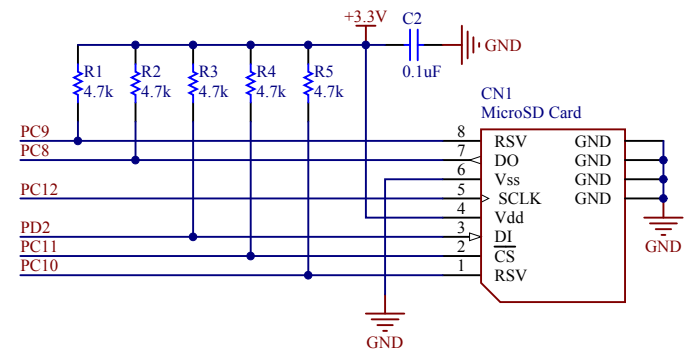 +3.3V C2
GND
0.1uF
R1 R2 R3 R4 R5
4.7k 4.7k 4.7k 4.7k 4.7k
CN1
MicroSD Card
PC9 8 RSV GND
PC8 7 DO GND
6 Vss GND
PC12 5 SCLK GND
4 Vdd
PD2 3 DI
PC11 2 CS
PC10 1 RSV
GND
GND